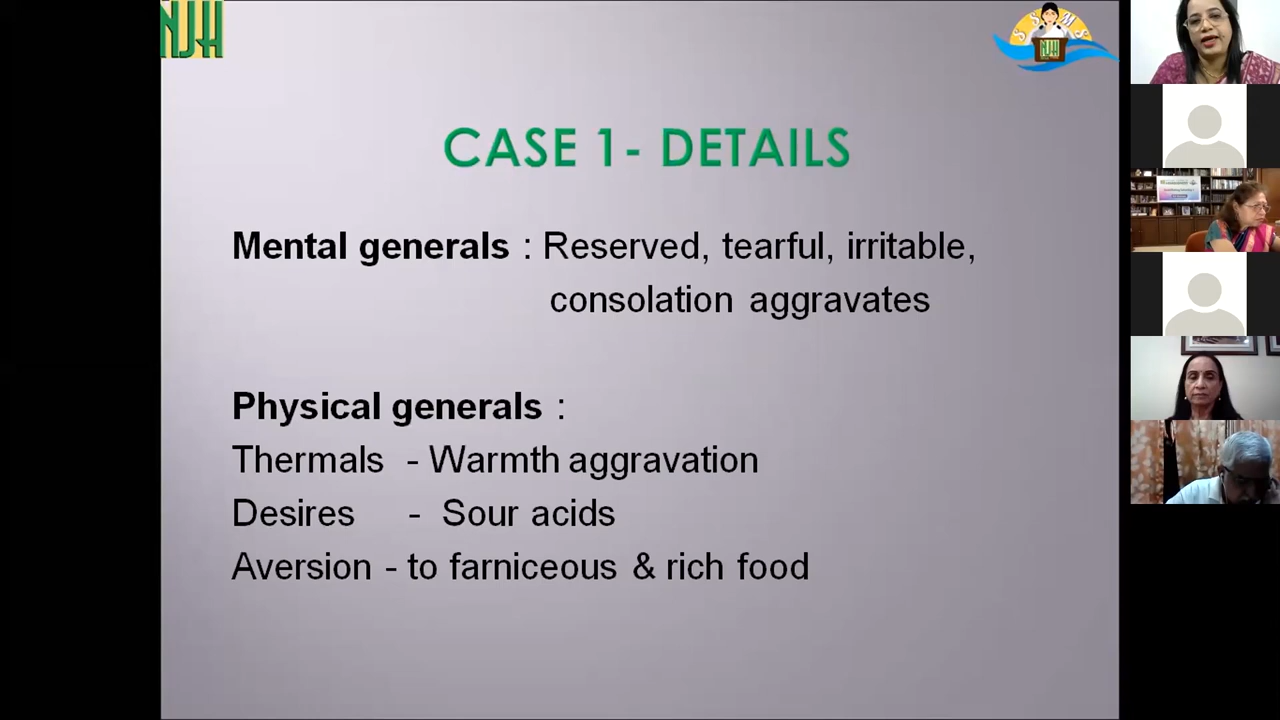 NJH
S S M S
NJH
CASE 1- DETAILS
Mental generals : Reserved, tearful, irritable,
consolation aggravates
Physical generals :
Thermals - Warmth aggravation
Desires - Sour acids
Aversion - to farniceous & rich food